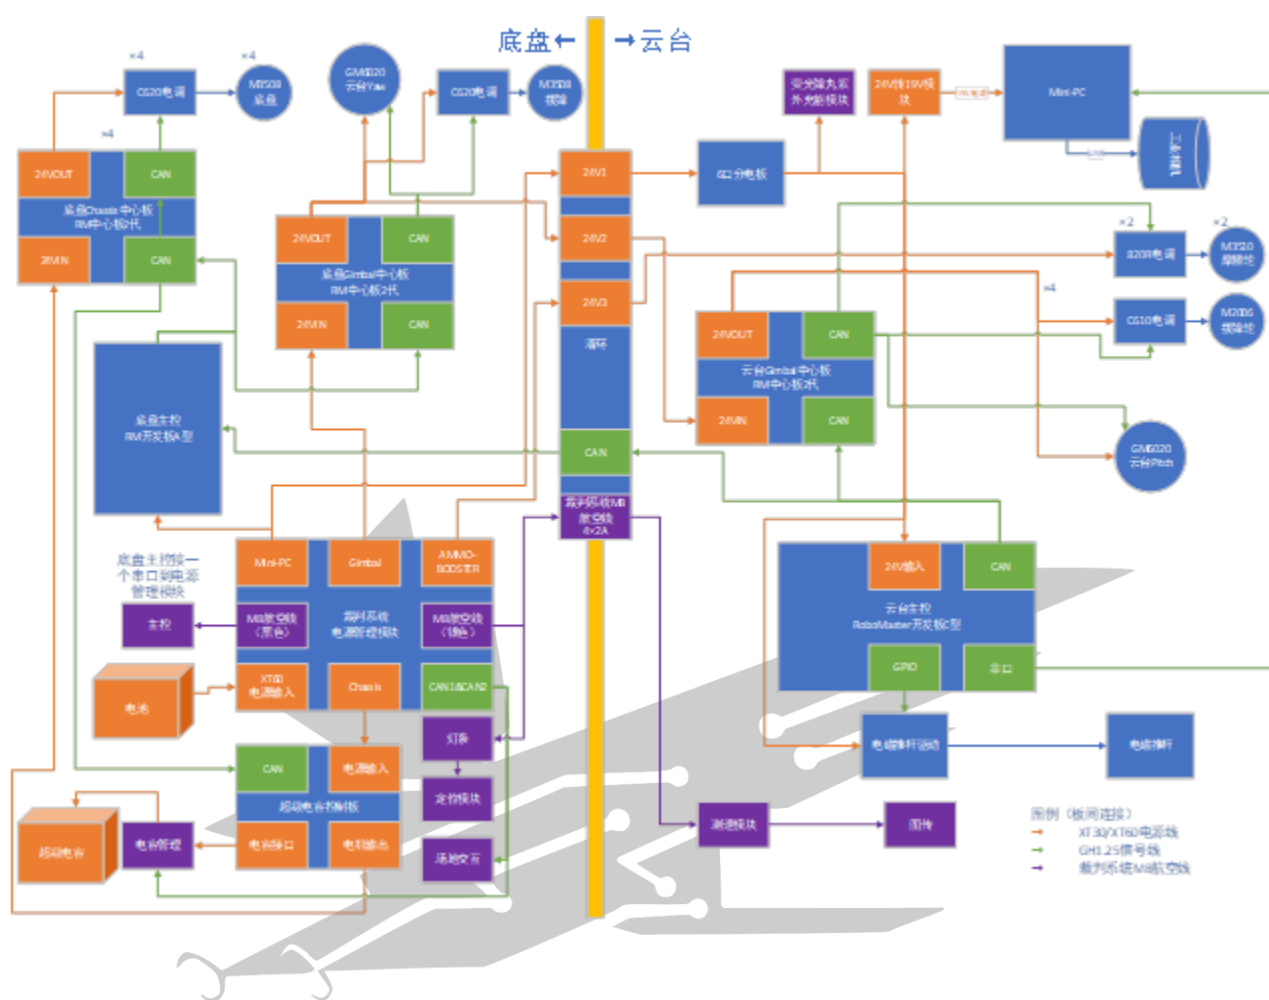 底盘← →云台
×4
×4
C620电调
M3508
底盘
GM6020
云台Yaw
C620电调
M3508
拨弹
×4
24VOUT
CAN
底盘Chassis中心板
RM中心板2代
24VIN
CAN
24VOUT
CAN
底盘Gimbal中心板
RM中心板2代
24VIN
CAN
底盘主控
RM开发板A型
24V1
24V2
24V3
滑环
CAN
裁判系统M8
航空线
4×2A
6口分电板
荧光弹丸紫
外充能模块
24V转19V模
块
Mini-PC
工业相机
×2
×2
820R电调
M3510
摩擦轮
×4
C610电调
M2006
拨弹轮
24VOUT
CAN
云台Gimbal中心板
RM中心板2代
24VIN
CAN
GM6020
云台Pitch
底盘主控接一
个串口到电源
管理模块
主控
Mini-PC
Gimbal
AMMO-
BOOSTER
M8航空线
（黑色）
裁判系统
电源管理模块
M8航空线
（银色）
XT60
电源输入
Chassis
CAN1&CAN2
电池
灯条
定位模块
场地交互
CAN
电源输入
超级电容控制板
电容接口
电机输出
电容管理
超级电容
24V输入
CAN
云台主控
RoboMaster开发板C型
GPIO
串口
电磁推杆运动
电磁推杆
测速模块
图传
图例（板间连接）
XT30/XT60电源线
GH1.25信号线
裁判系统M8航空线